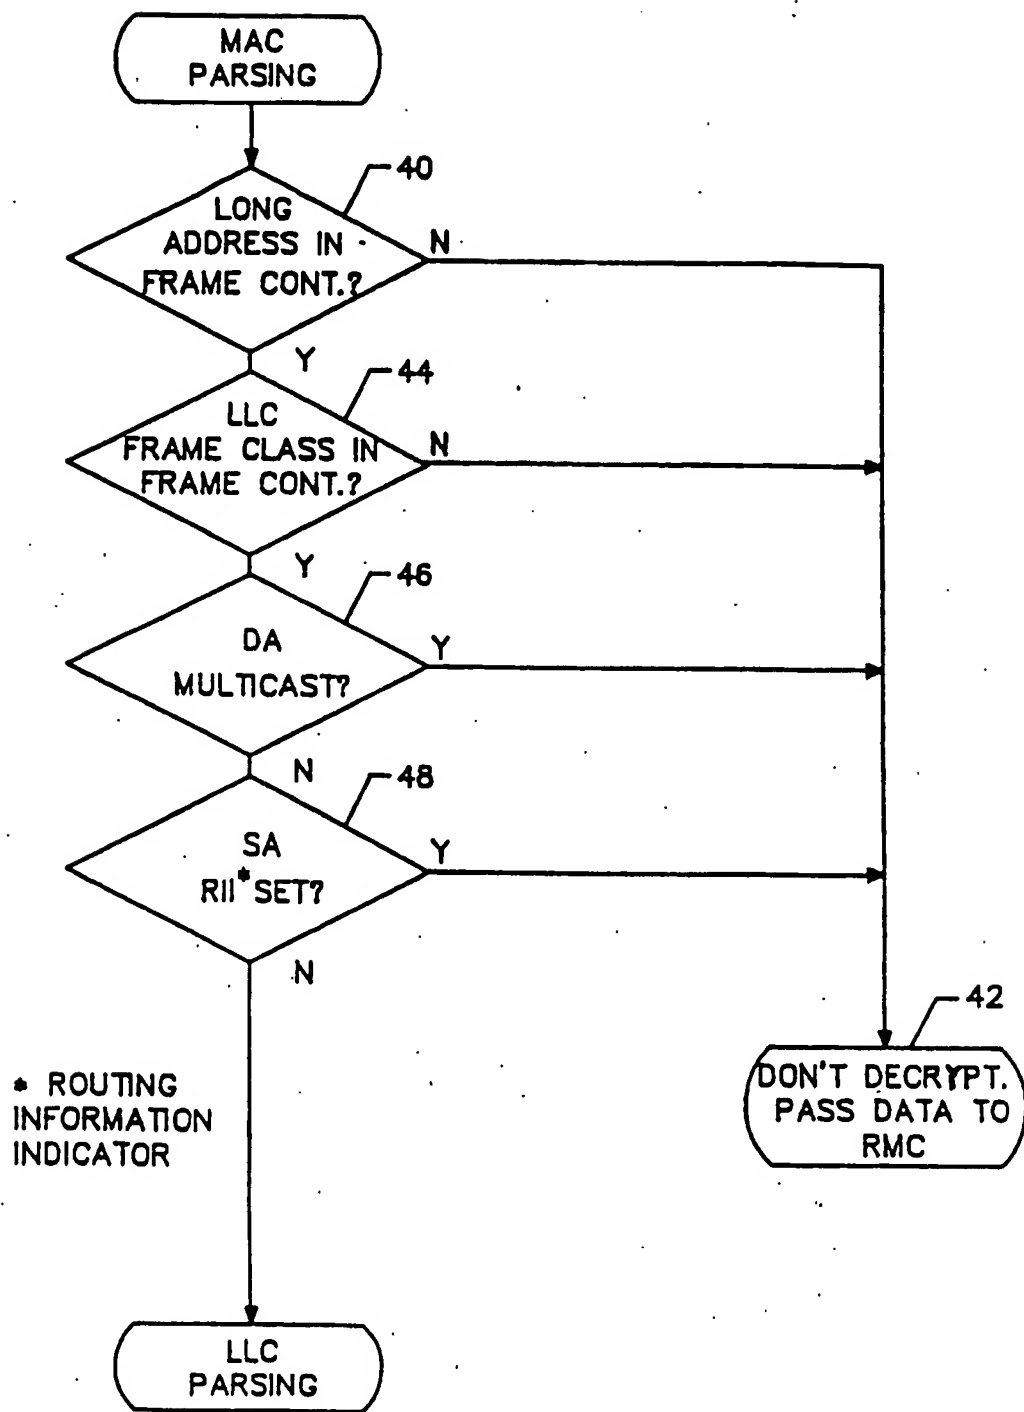 MAC
PARSING
40
LONG
ADDRESS IN
FRAME CONT.?
N
Y
44
LLC
FRAME CLASS IN
FRAME CONT.?
N
Y
46
DA
MULTICAST?
Y
N
48
SA
RII* SET?
Y
N
42
DON'T DECRYPT.
PASS DATA TO
RMC
* ROUTING
INFORMATION
INDICATOR
LLC
PARSING